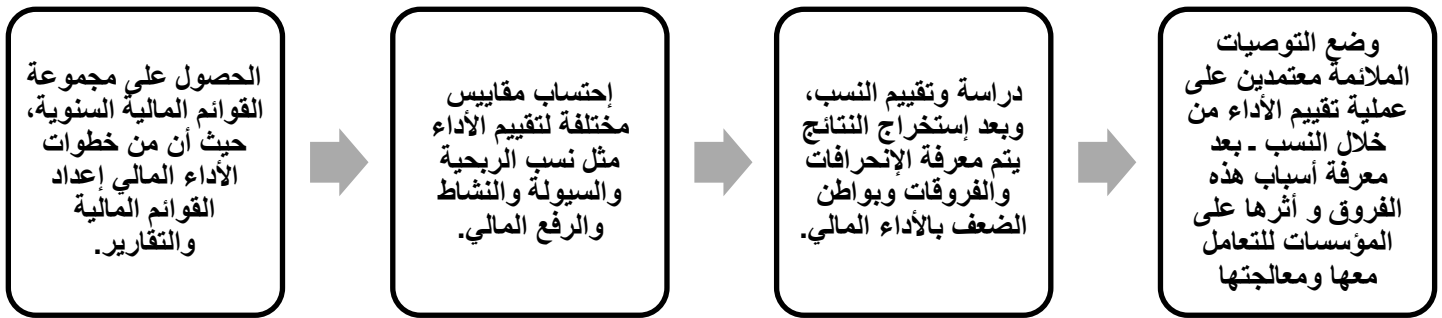 الحصول على مجموعة
القوائم المالية السنوية،
حيث أن من خطوات
الأداء المالي إعداد
القوائم المالية
والتقارير.
إحتساب مقاييس
مختلفة لتقييم الأداء
مثل نسب الربحية
والسيولة والنشاط
والرفع المالي.
دراسة وتقييم النسب،
وبعد إستخراج النتائج
يتم معرفة الإنحرافات
والفروقات وبواطن
الضعف بالأداء المالي.
وضع التوصيات
الملائمة معتمدين على
عملية تقييم الأداء من
خلال النسب - بعد
معرفة أسباب هذه
الفروق و أثرها على
المؤسسات للتعامل
معها ومعالجتها